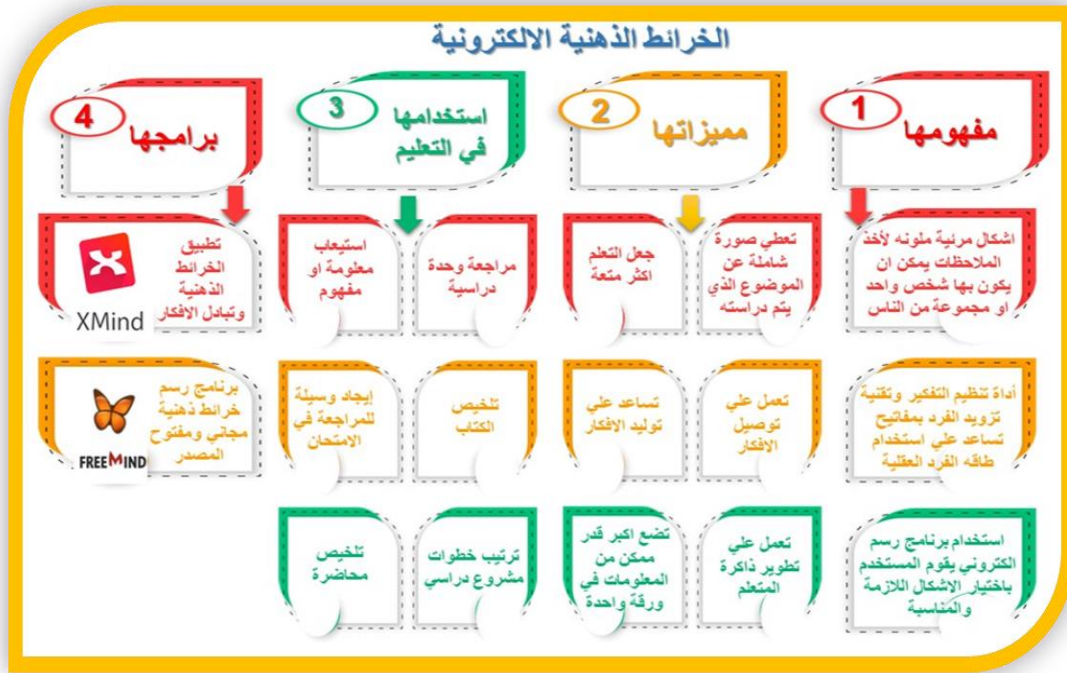 الخرائط الذهنية الالكترونية
1
مفهومها
2
مميزاتها
3
استخدامها
في التعليم
4
برامجها
اشكال مرئية ملونه لأخذ
الملاحظات يمكن ان
يكون بها شخص واحد
او مجموعة من الناس
تعطي صورة
شاملة عن
الموضوع الذي
يتم دراسته
جعل التعلم
اكثر متعة
مراجعة وحدة
دراسية
استيعاب
معلومة او
مفهوم
تطبيق
الخرائط
الذهنية
وتبادل الافكار
XMind
أداة تنظيم التفكير وتقنية
تزويد الفرد بمفاتيح
تساعد علي استخدام
طاقه الفرد العقلية
تعمل علي
توصيل
الافكار
تساعد علي
توليد الافكار
تلخيص
الكتاب
إيجاد وسيلة
للمراجعة في
الامتحان
برنامج رسم
خرائط ذهنية
مجاني ومفتوح
المصدر
FREEMIND
استخدام برنامج رسم
الكتروني يقوم المستخدم
باختيار الاشكال اللازمة
والمناسبة
تعمل علي
تطوير ذاكرة
المتعلم
تضع اكبر قدر
ممكن من
المعلومات في
ورقة واحدة
ترتيب خطوات
مشروع دراسي
تلخيص
محاضرة